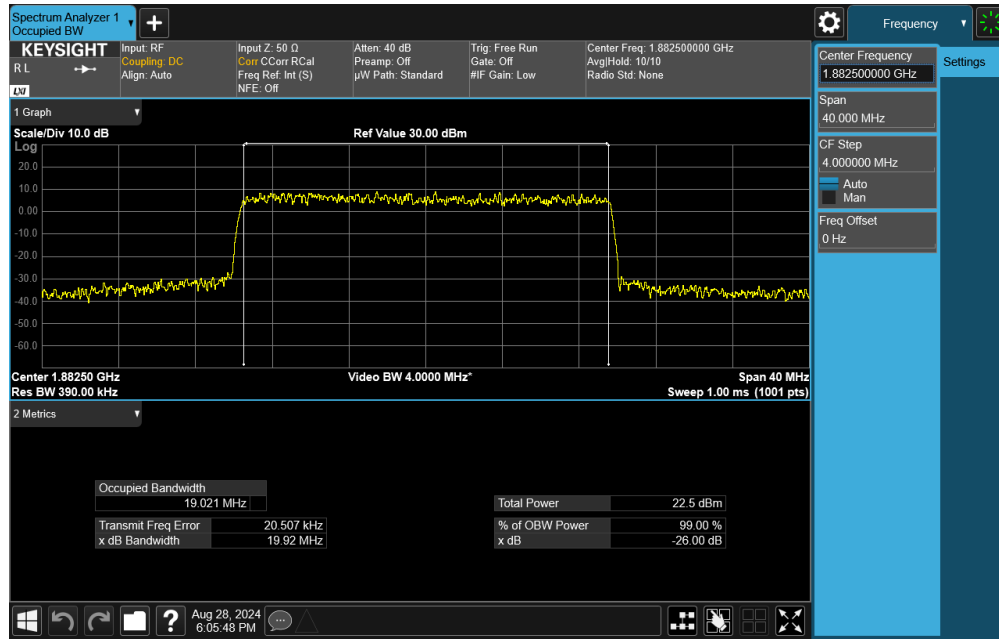 Spectrum Analyzer 1
Occupied BW
+
Frequency
KEYSIGHT
R L
LXI
Input: RF
Coupling: DC
Align: Auto
Input Z: 50 Ω
Corr CCorr RCal
Freq Ref: Int (S)
NFE: Off
Atten: 40 dB
Preamp: Off
µW Path: Standard
Trig: Free Run
Gate: Off
#IF Gain: Low
Center Freq: 1.882500000 GHz
Avg|Hold: 10/10
Radio Std: None
Center Frequency
1.882500000 GHz
Settings
Span
40.000 MHz
CF Step
4.000000 MHz
Auto
Man
Freq Offset
0 Hz
1 Graph
Scale/Div 10.0 dB
Ref Value 30.00 dBm
Log
20.0
10.0
0.00
-10.0
-20.0
-30.0
-40.0
-50.0
-60.0
Center 1.88250 GHz
Video BW 4.0000 MHz*
Span 40 MHz
Res BW 390.00 kHz
Sweep 1.00 ms (1001 pts)
2 Metrics
Occupied Bandwidth
19.021 MHz
Total Power 22.5 dBm
Transmit Freq Error 20.507 kHz
% of OBW Power 99.00 %
x dB Bandwidth 19.92 MHz
x dB -26.00 dB
?
Aug 28, 2024
6:05:48 PM